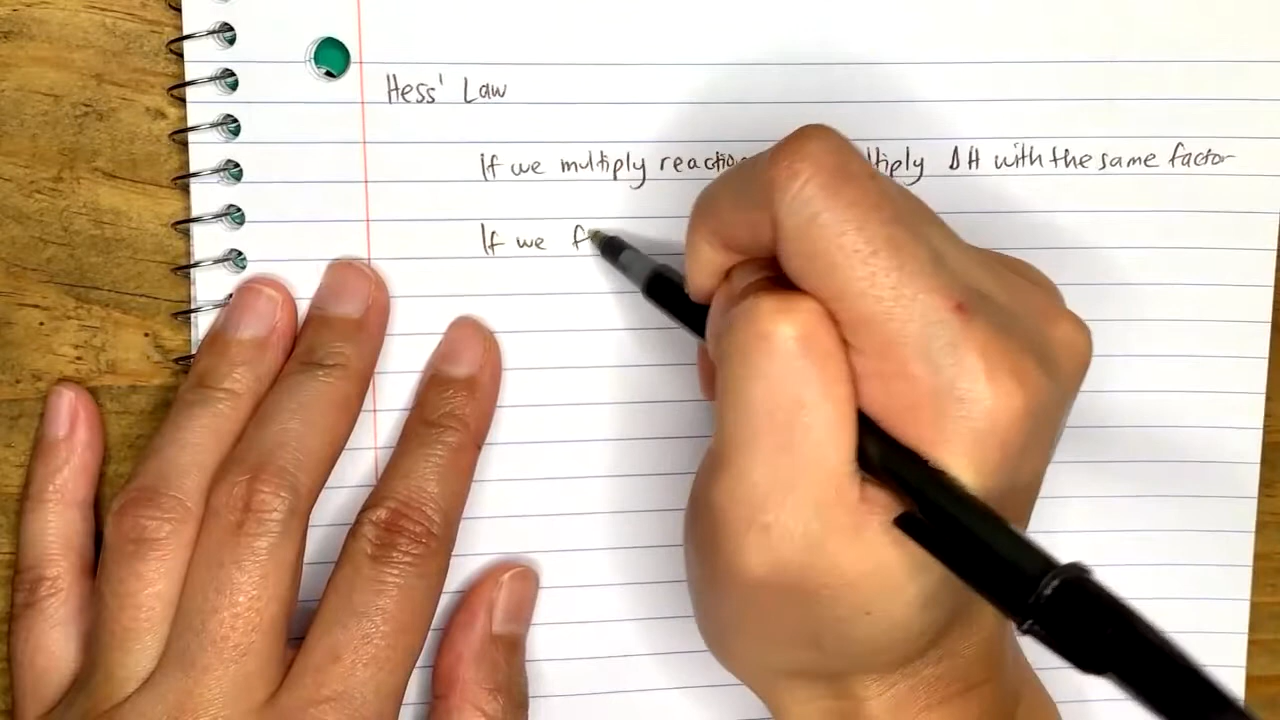 Hess' Law
If we multiply reactio ltiply ΔH with the same factor
If we f